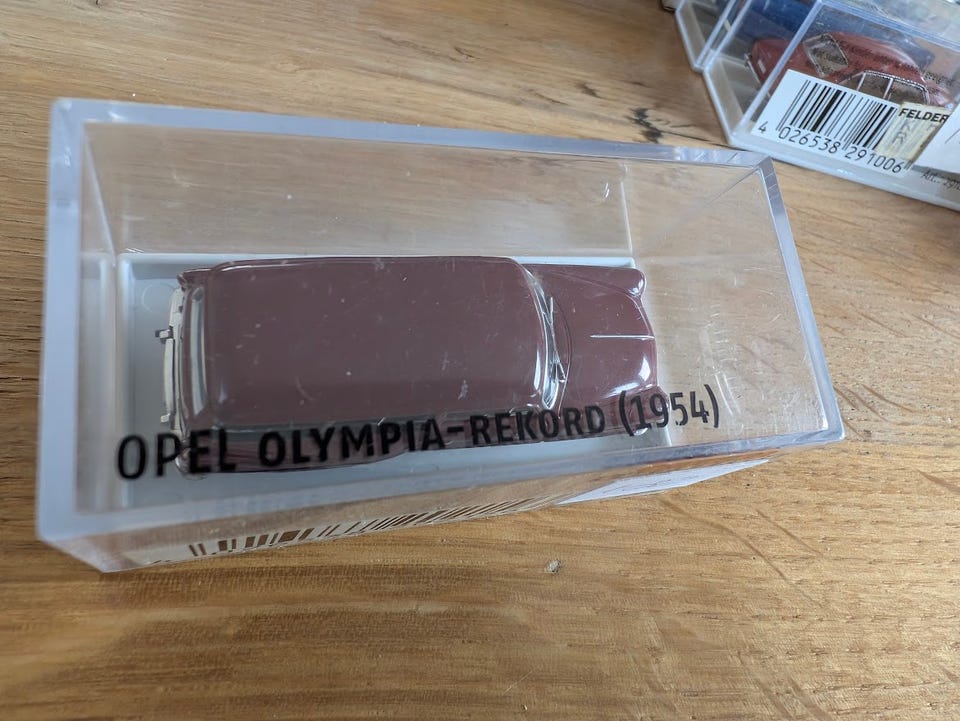 FELDER
4 026538 291006
OPEL OLYMPIA-REKORD (1954)